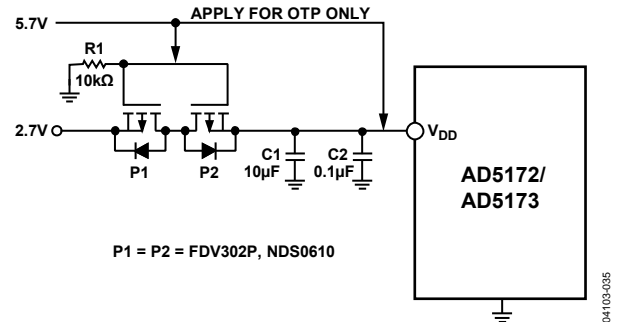 APPLY FOR OTP ONLY
5.7V
R1
10kΩ
2.7V
P1
P2
C1
10µF
C2
0.1µF
VDD
AD5172/
AD5173
P1 = P2 = FDV302P, NDS0610
04103-035